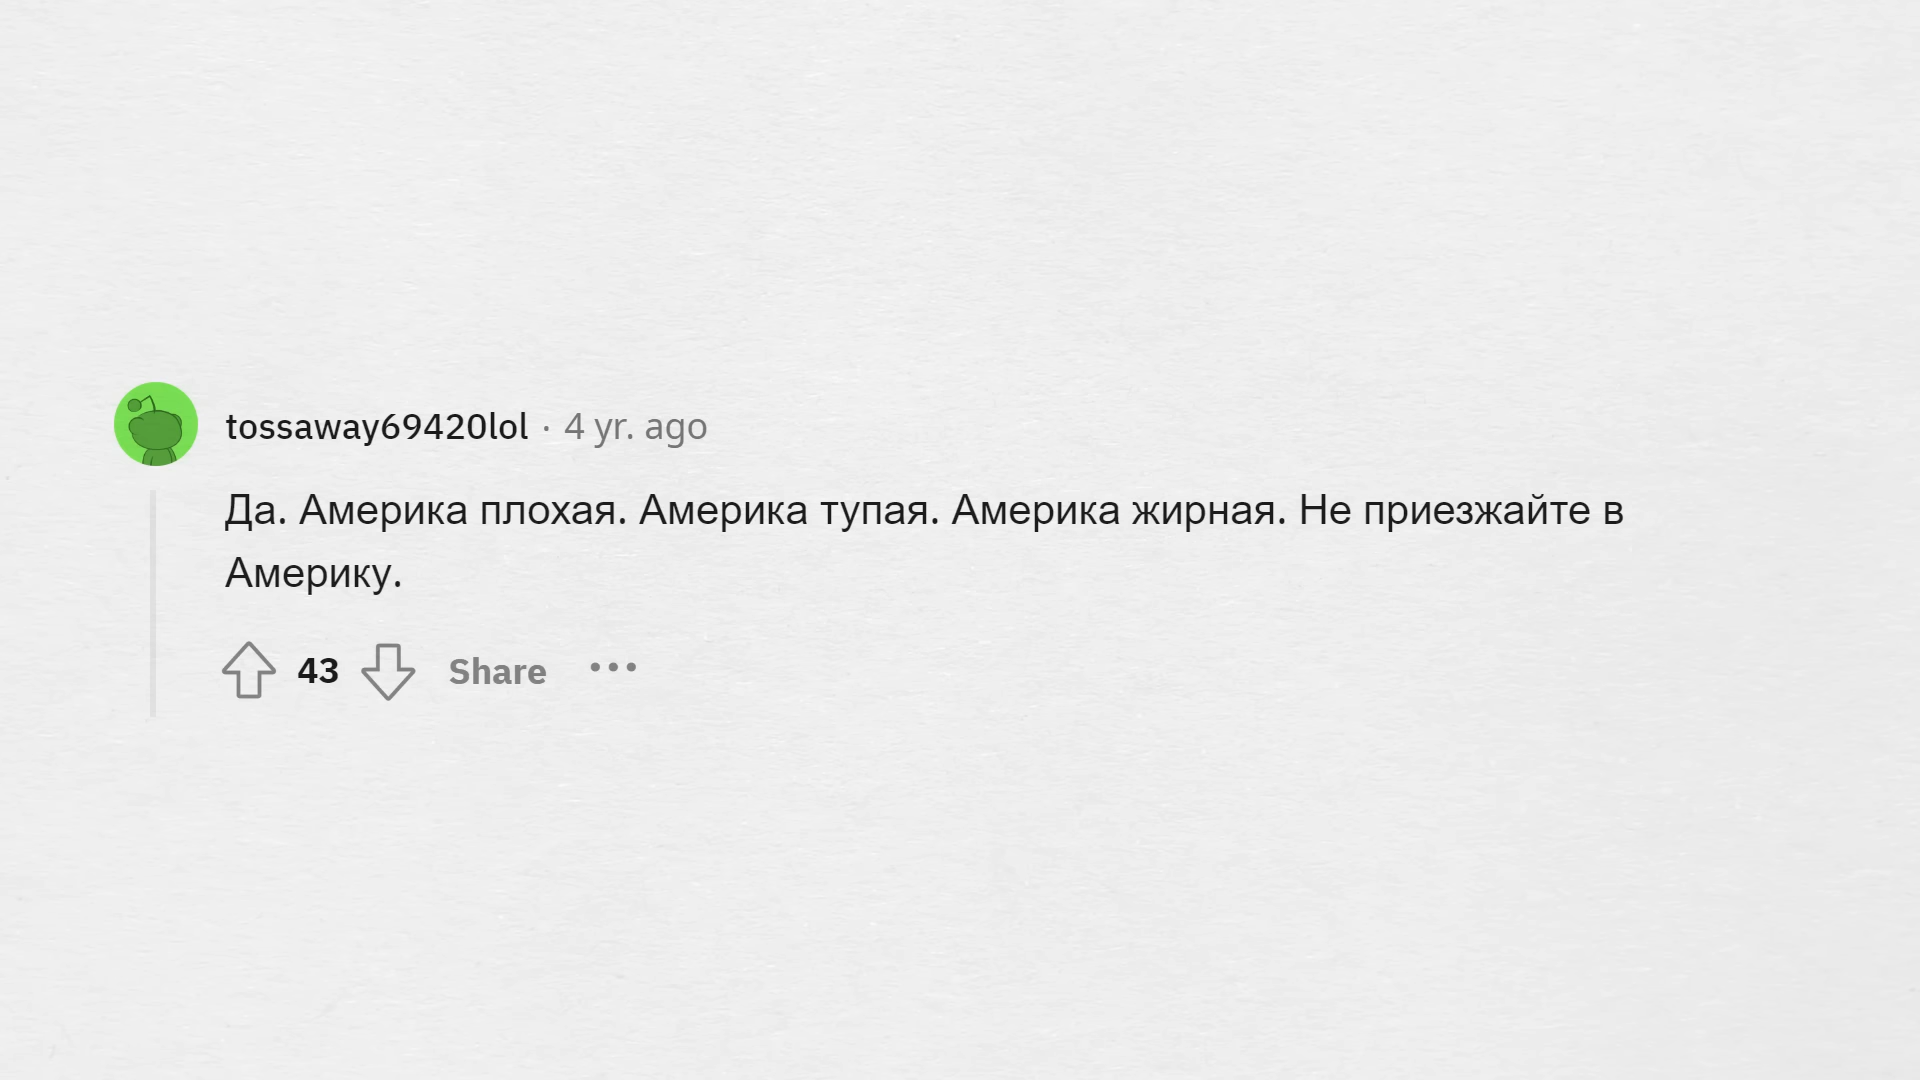 tossaway69420lol · 4 yr. ago
Да. Америка плохая. Америка тупая. Америка жирная. Не приезжайте в
Америку.
43 Share ···